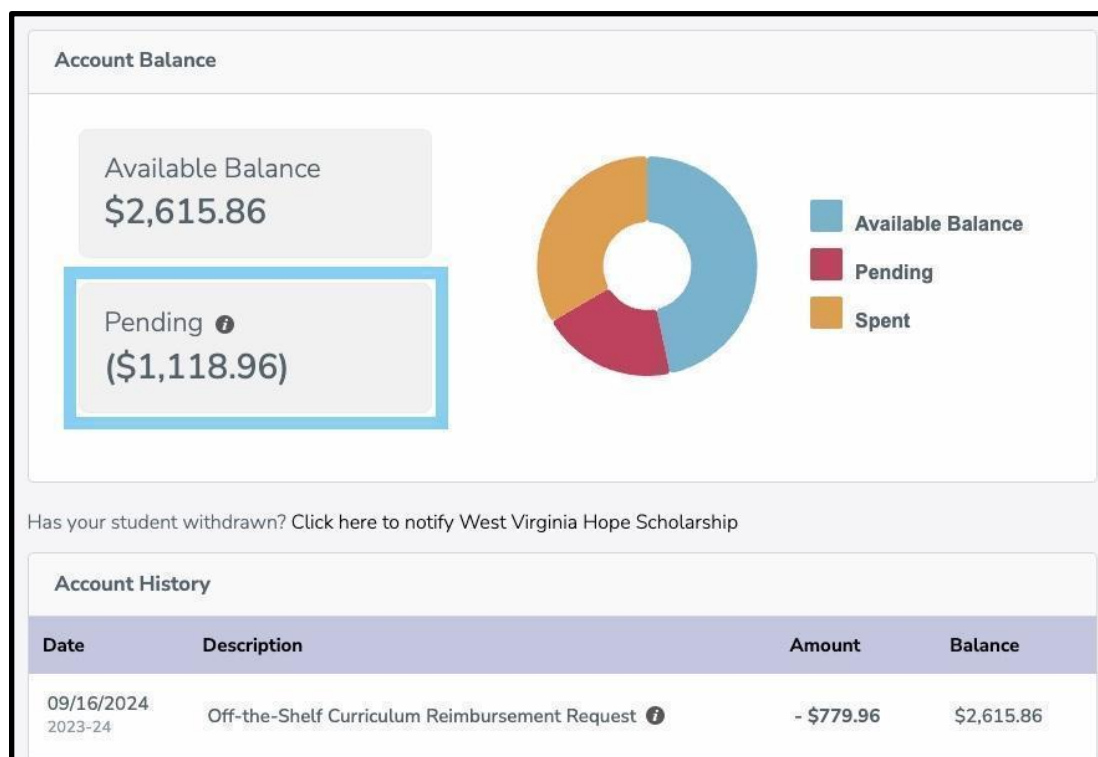 Account Balance
Available Balance
$2,615.86
Pending
($1,118.96)
Available Balance
Pending
Spent
Has your student withdrawn? Click here to notify West Virginia Hope Scholarship
Account History
Date Description Amount Balance
09/16/2024
2023-24
Off-the-Shelf Curriculum Reimbursement Request - $779.96 $2,615.86